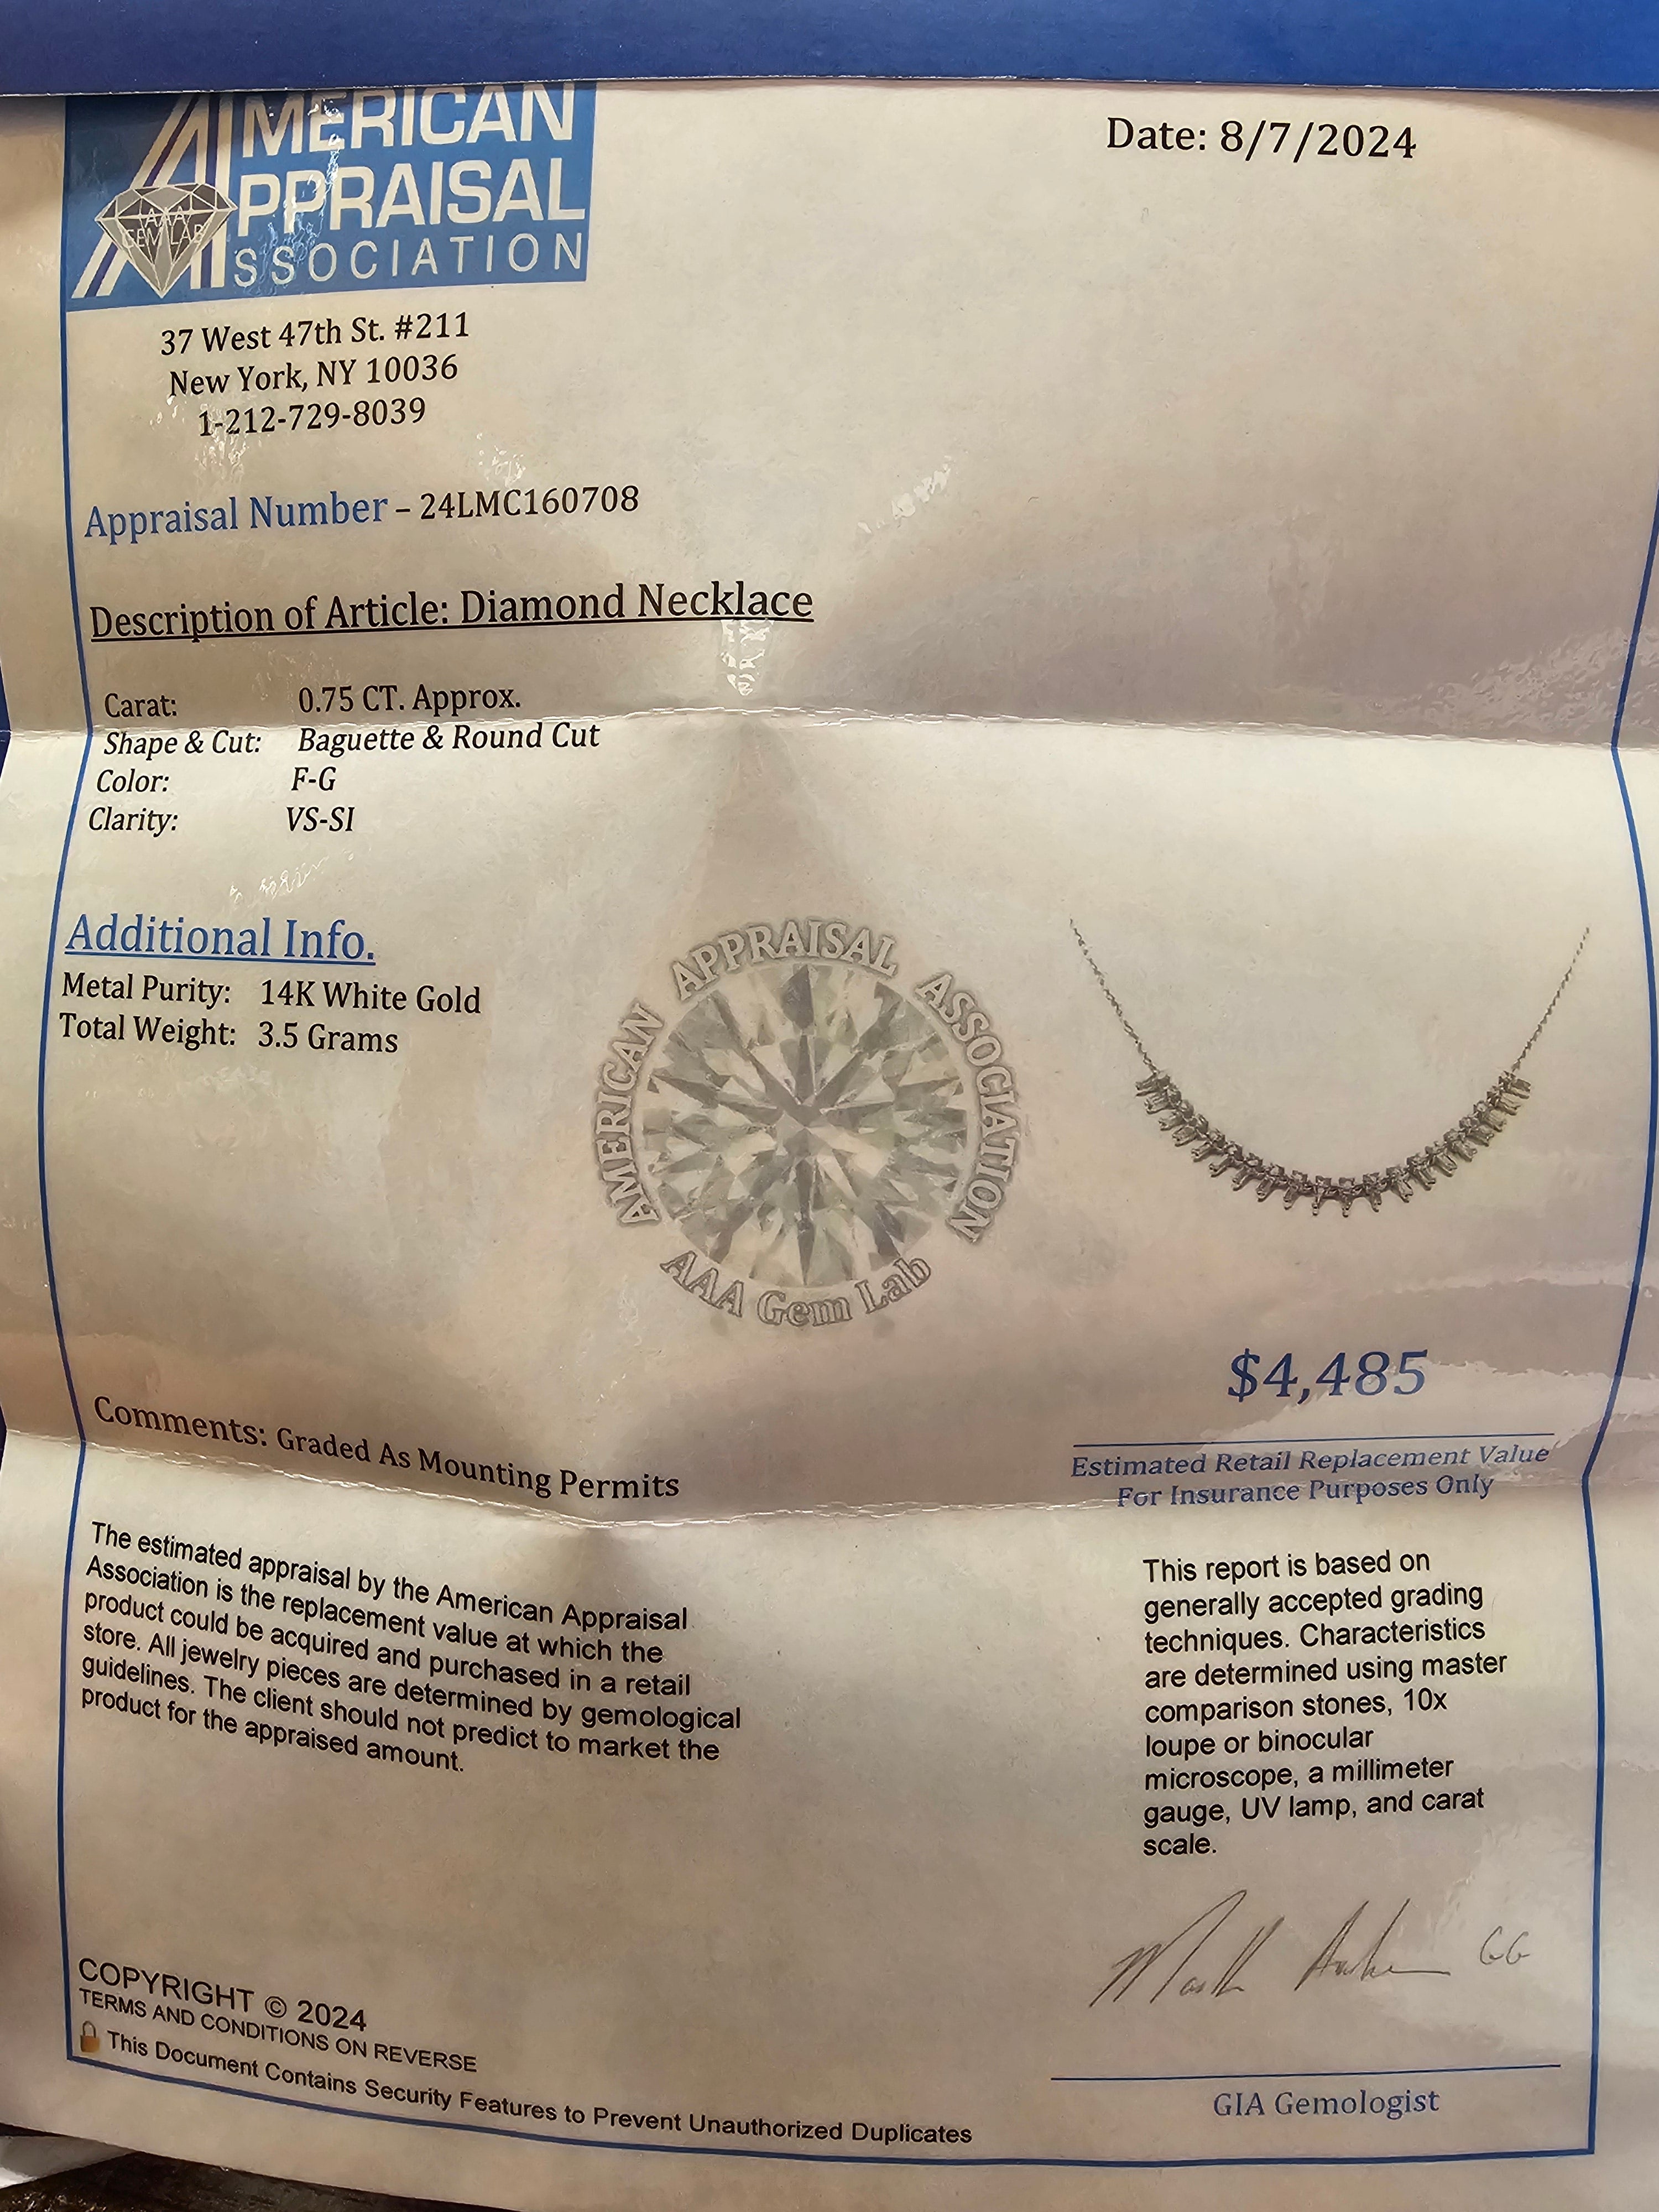 AMERICAN
APPRAISAL
ASSOCIATION
AAA
GEM LAB
Date: 8/7/2024
37 West 47th St. #211
New York, NY 10036
1-212-729-8039
Appraisal Number – 24LMC160708
Description of Article: Diamond Necklace
Carat: 0.75 CT. Approx.
Shape & Cut: Baguette & Round Cut
Color: F-G
Clarity: VS-SI
Additional Info.
Metal Purity: 14K White Gold
Total Weight: 3.5 Grams
AMERICAN APPRAISAL ASSOCIATION
AAA Gem Lab
$4,485
Estimated Retail Replacement Value
For Insurance Purposes Only
Comments: Graded As Mounting Permits
The estimated appraisal by the American Appraisal
Association is the replacement value at which the
product could be acquired and purchased in a retail
store. All jewelry pieces are determined by gemological
guidelines. The client should not predict to market the
product for the appraised amount.
This report is based on
generally accepted grading
techniques. Characteristics
are determined using master
comparison stones, 10x
loupe or binocular
microscope, a millimeter
gauge, UV lamp, and carat
scale.
GG
GIA Gemologist
COPYRIGHT © 2024
TERMS AND CONDITIONS ON REVERSE
This Document Contains Security Features to Prevent Unauthorized Duplicates